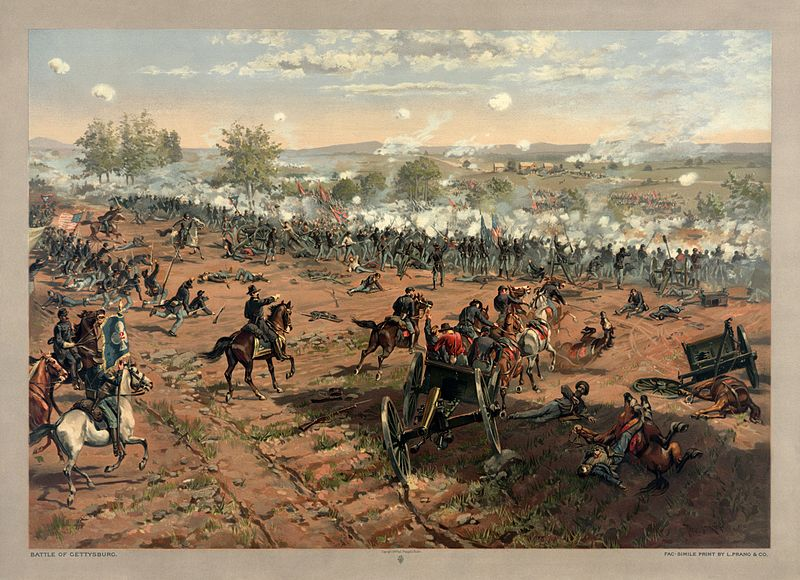 BATTLE OF GETTYSBURG.
FAC-SIMILE PRINT BY L.PRANG & CO.